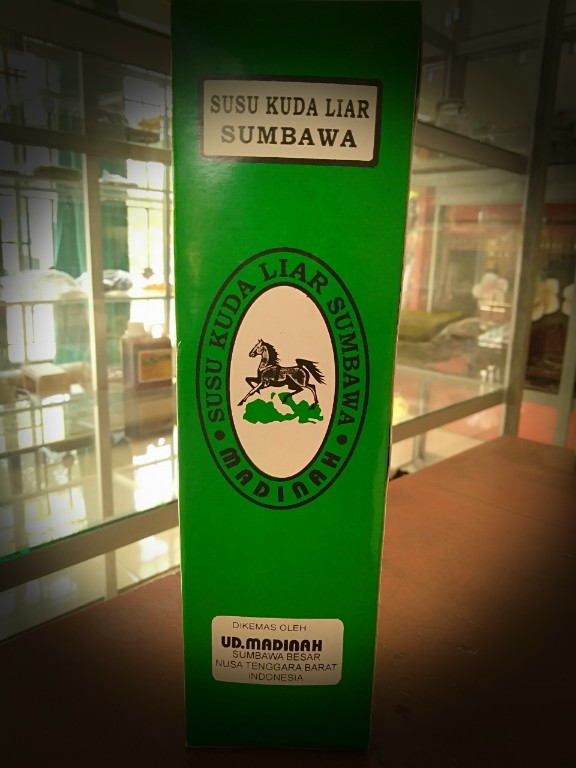 SUSU KUDA LIAR
SUMBAWA
SUSU KUDA LIAR SUMBAWA
• MADINAH •
DIKEMAS OLEH
UD.MADINAH
SUMBAWA BESAR
NUSA TENGGARA BARAT
INDONESIA